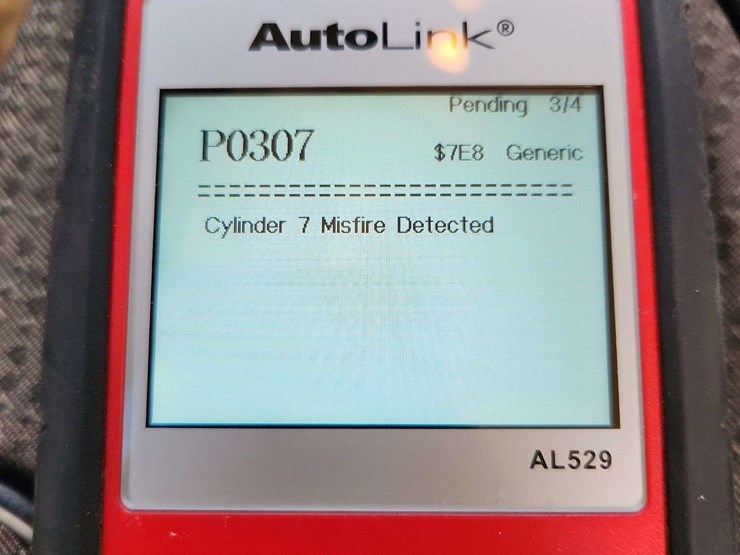 AutoLink®
Pending 3/4
P0307 $7E8 Generic
==========================
Cylinder 7 Misfire Detected
AL529